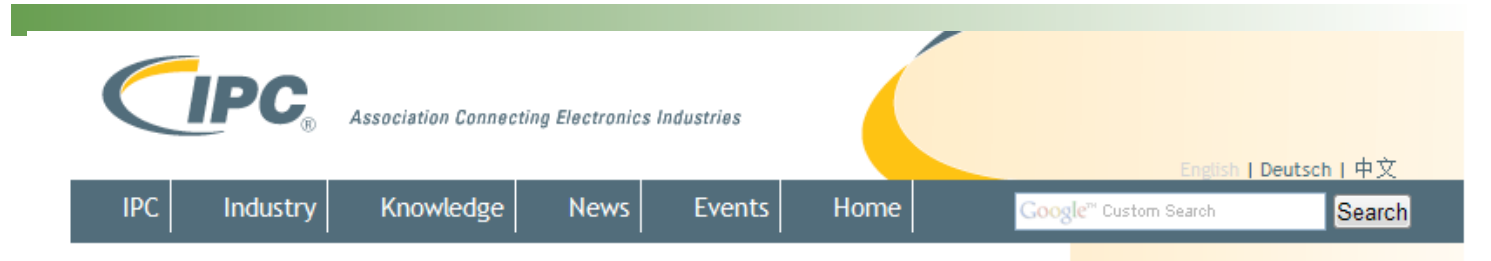 IPC®
Association Connecting Electronics Industries
English | Deutsch | 中文
IPC Industry Knowledge News Events Home Google™ Custom Search Search